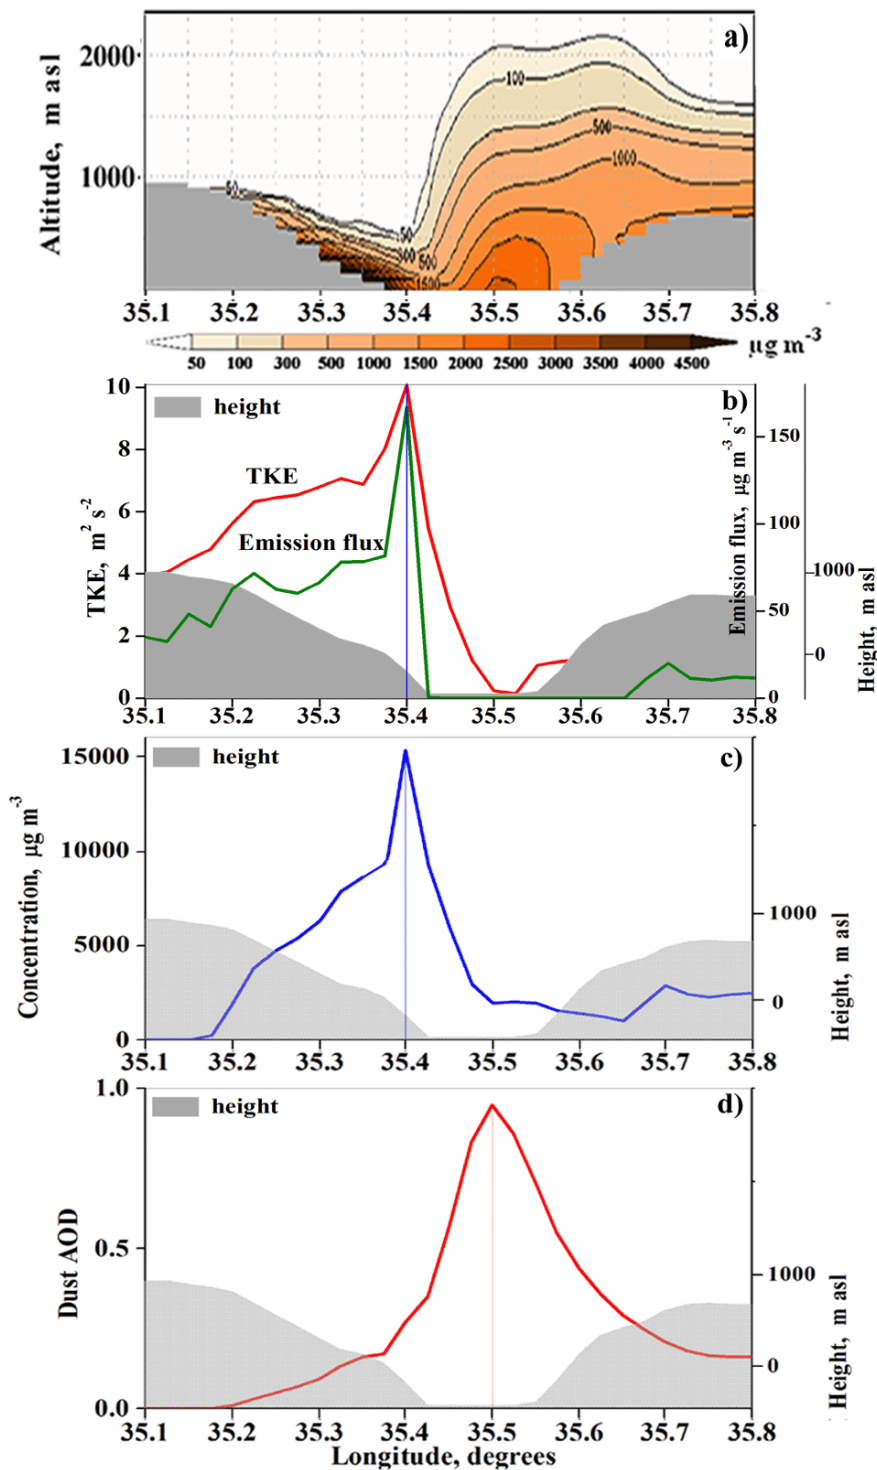 a)
Altitude, m asl
2000
1000
100
500
1000
50
50
300
500
1500
35.1 35.2 35.3 35.4 35.5 35.6 35.7 35.8
50 100 300 500 1000 1500 2000 2500 3000 3500 4000 4500
µg m-3
b)
height
TKE
Emission flux
TKE, m2 s-2
10
8
6
4
2
0
Emission flux, µg m-3 s-1
150
100
50
0
Height, m asl
1000
0
35.1 35.2 35.3 35.4 35.5 35.6 35.7 35.8
c)
height
Concentration, µg m-3
15000
10000
5000
0
Height, m asl
1000
0
35.1 35.2 35.3 35.4 35.5 35.6 35.7 35.8
d)
height
Dust AOD
1.0
0.5
0.0
Height, m asl
1000
0
35.1 35.2 35.3 35.4 35.5 35.6 35.7 35.8
Longitude, degrees